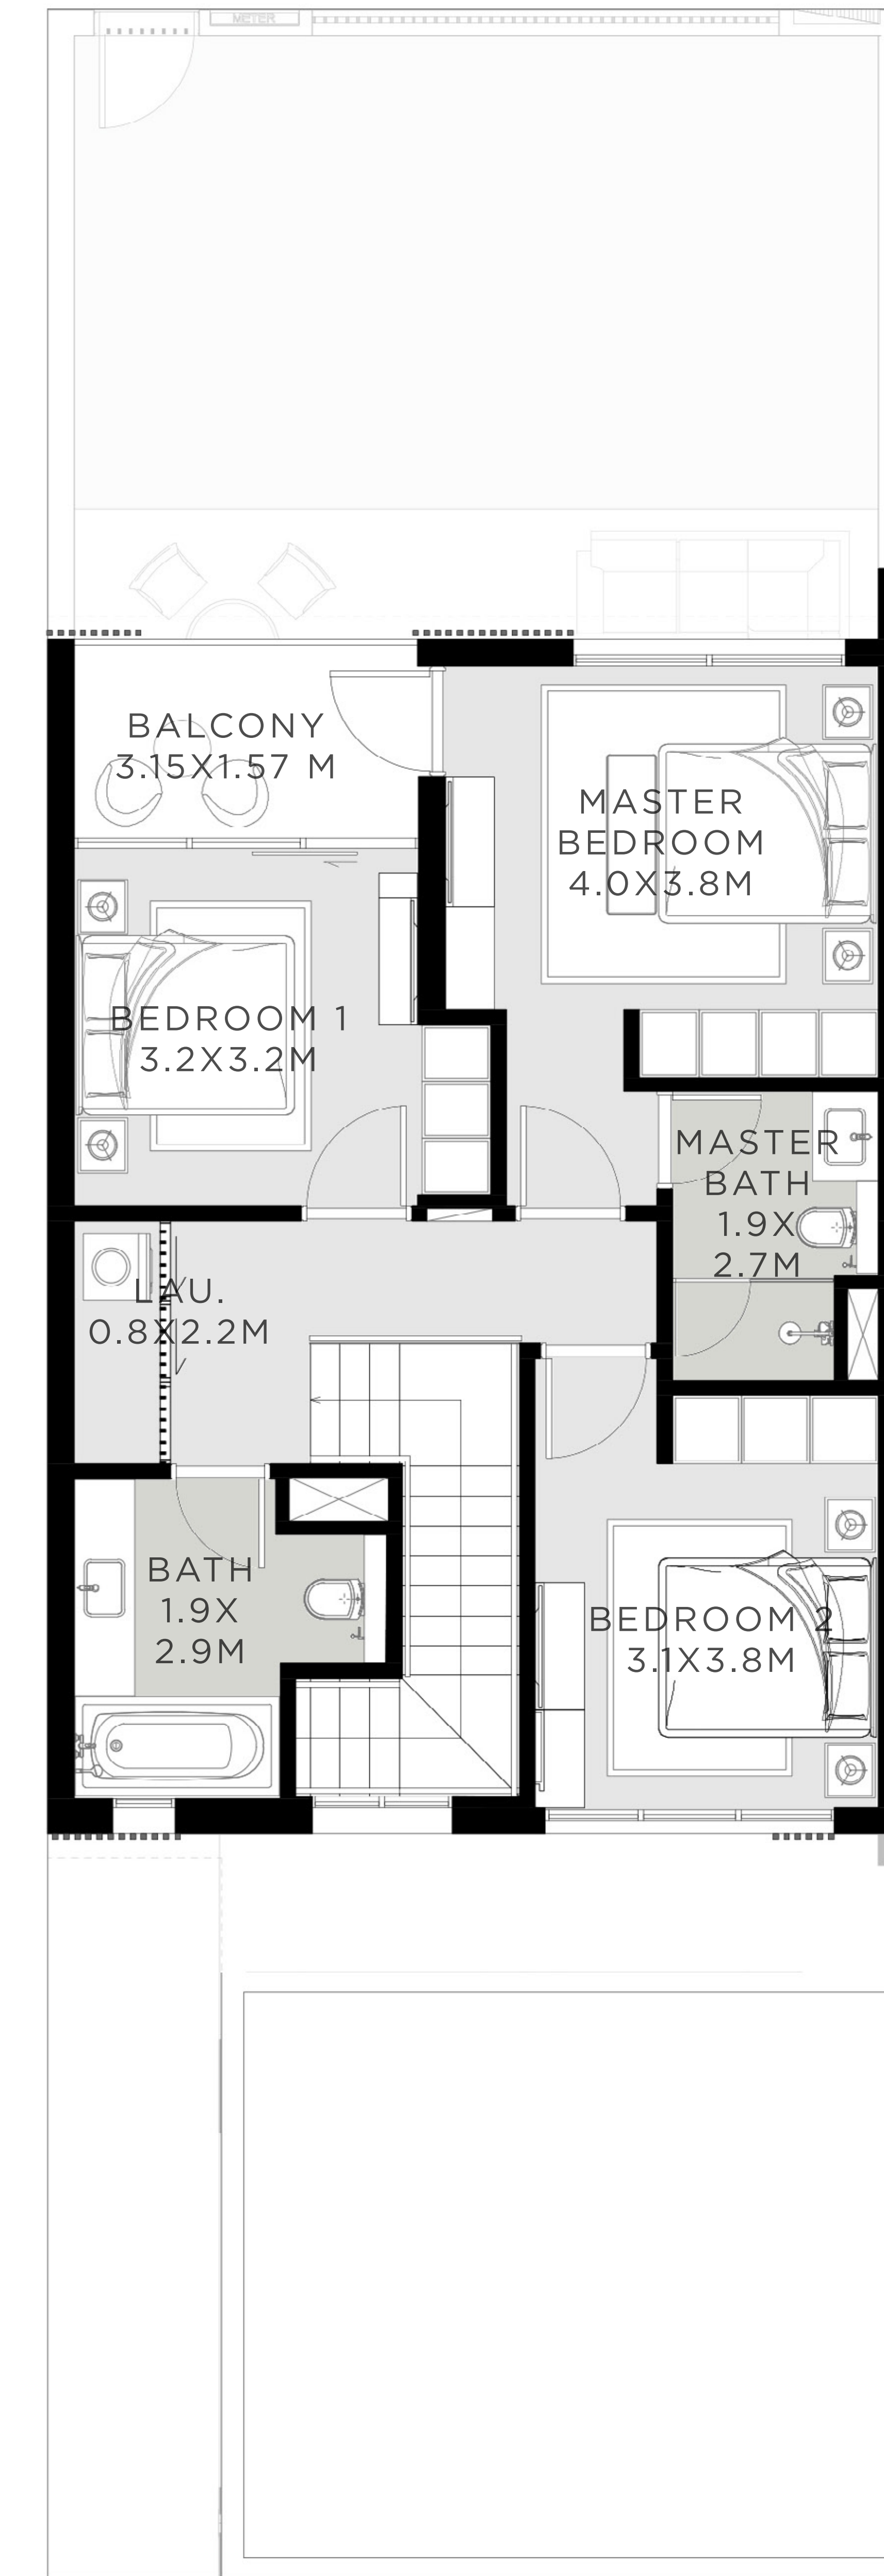 METER
BALCONY
3.15X1.57 M
MASTER
BEDROOM
4.0X3.8M
BEDROOM 1
3.2X3.2M
MASTER
BATH
1.9X
2.7M
LAU.
0.8X2.2M
BATH
1.9X
2.9M
BEDROOM 2
3.1X3.8M